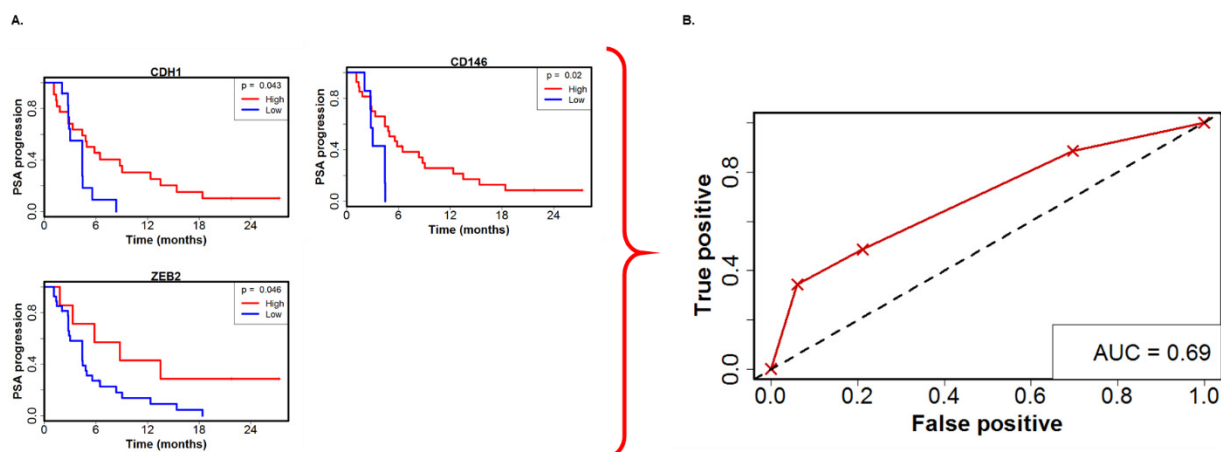 A.
B.
CDH1
PSA progression
0.0 0.4 0.8
p = 0.043
High
Low
0 6 12 18 24
Time (months)
CD146
PSA progression
0.0 0.4 0.8
p = 0.02
High
Low
0 6 12 18 24
Time (months)
ZEB2
PSA progression
0.0 0.4 0.8
p = 0.046
High
Low
0 6 12 18 24
Time (months)
True positive
0.0 0.4 0.8
AUC = 0.69
0.0 0.2 0.4 0.6 0.8 1.0
False positive